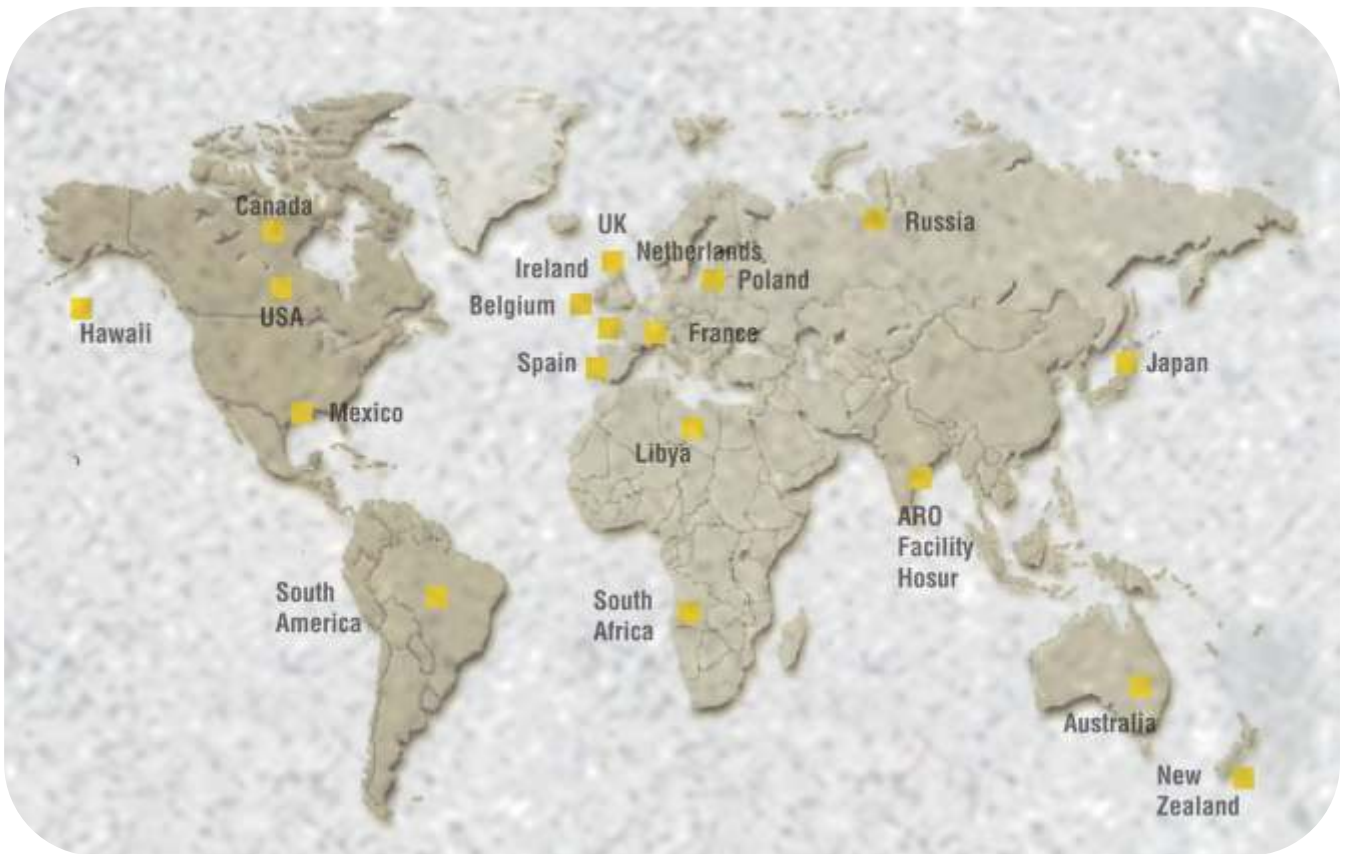 Canada
UK
Russia
Netherlands
Ireland
Poland
Belgium
USA
Hawaii
France
Spain
Japan
Mexico
Libya
ARO
Facility
Hosur
South
America
South
Africa
Australia
New
Zealand